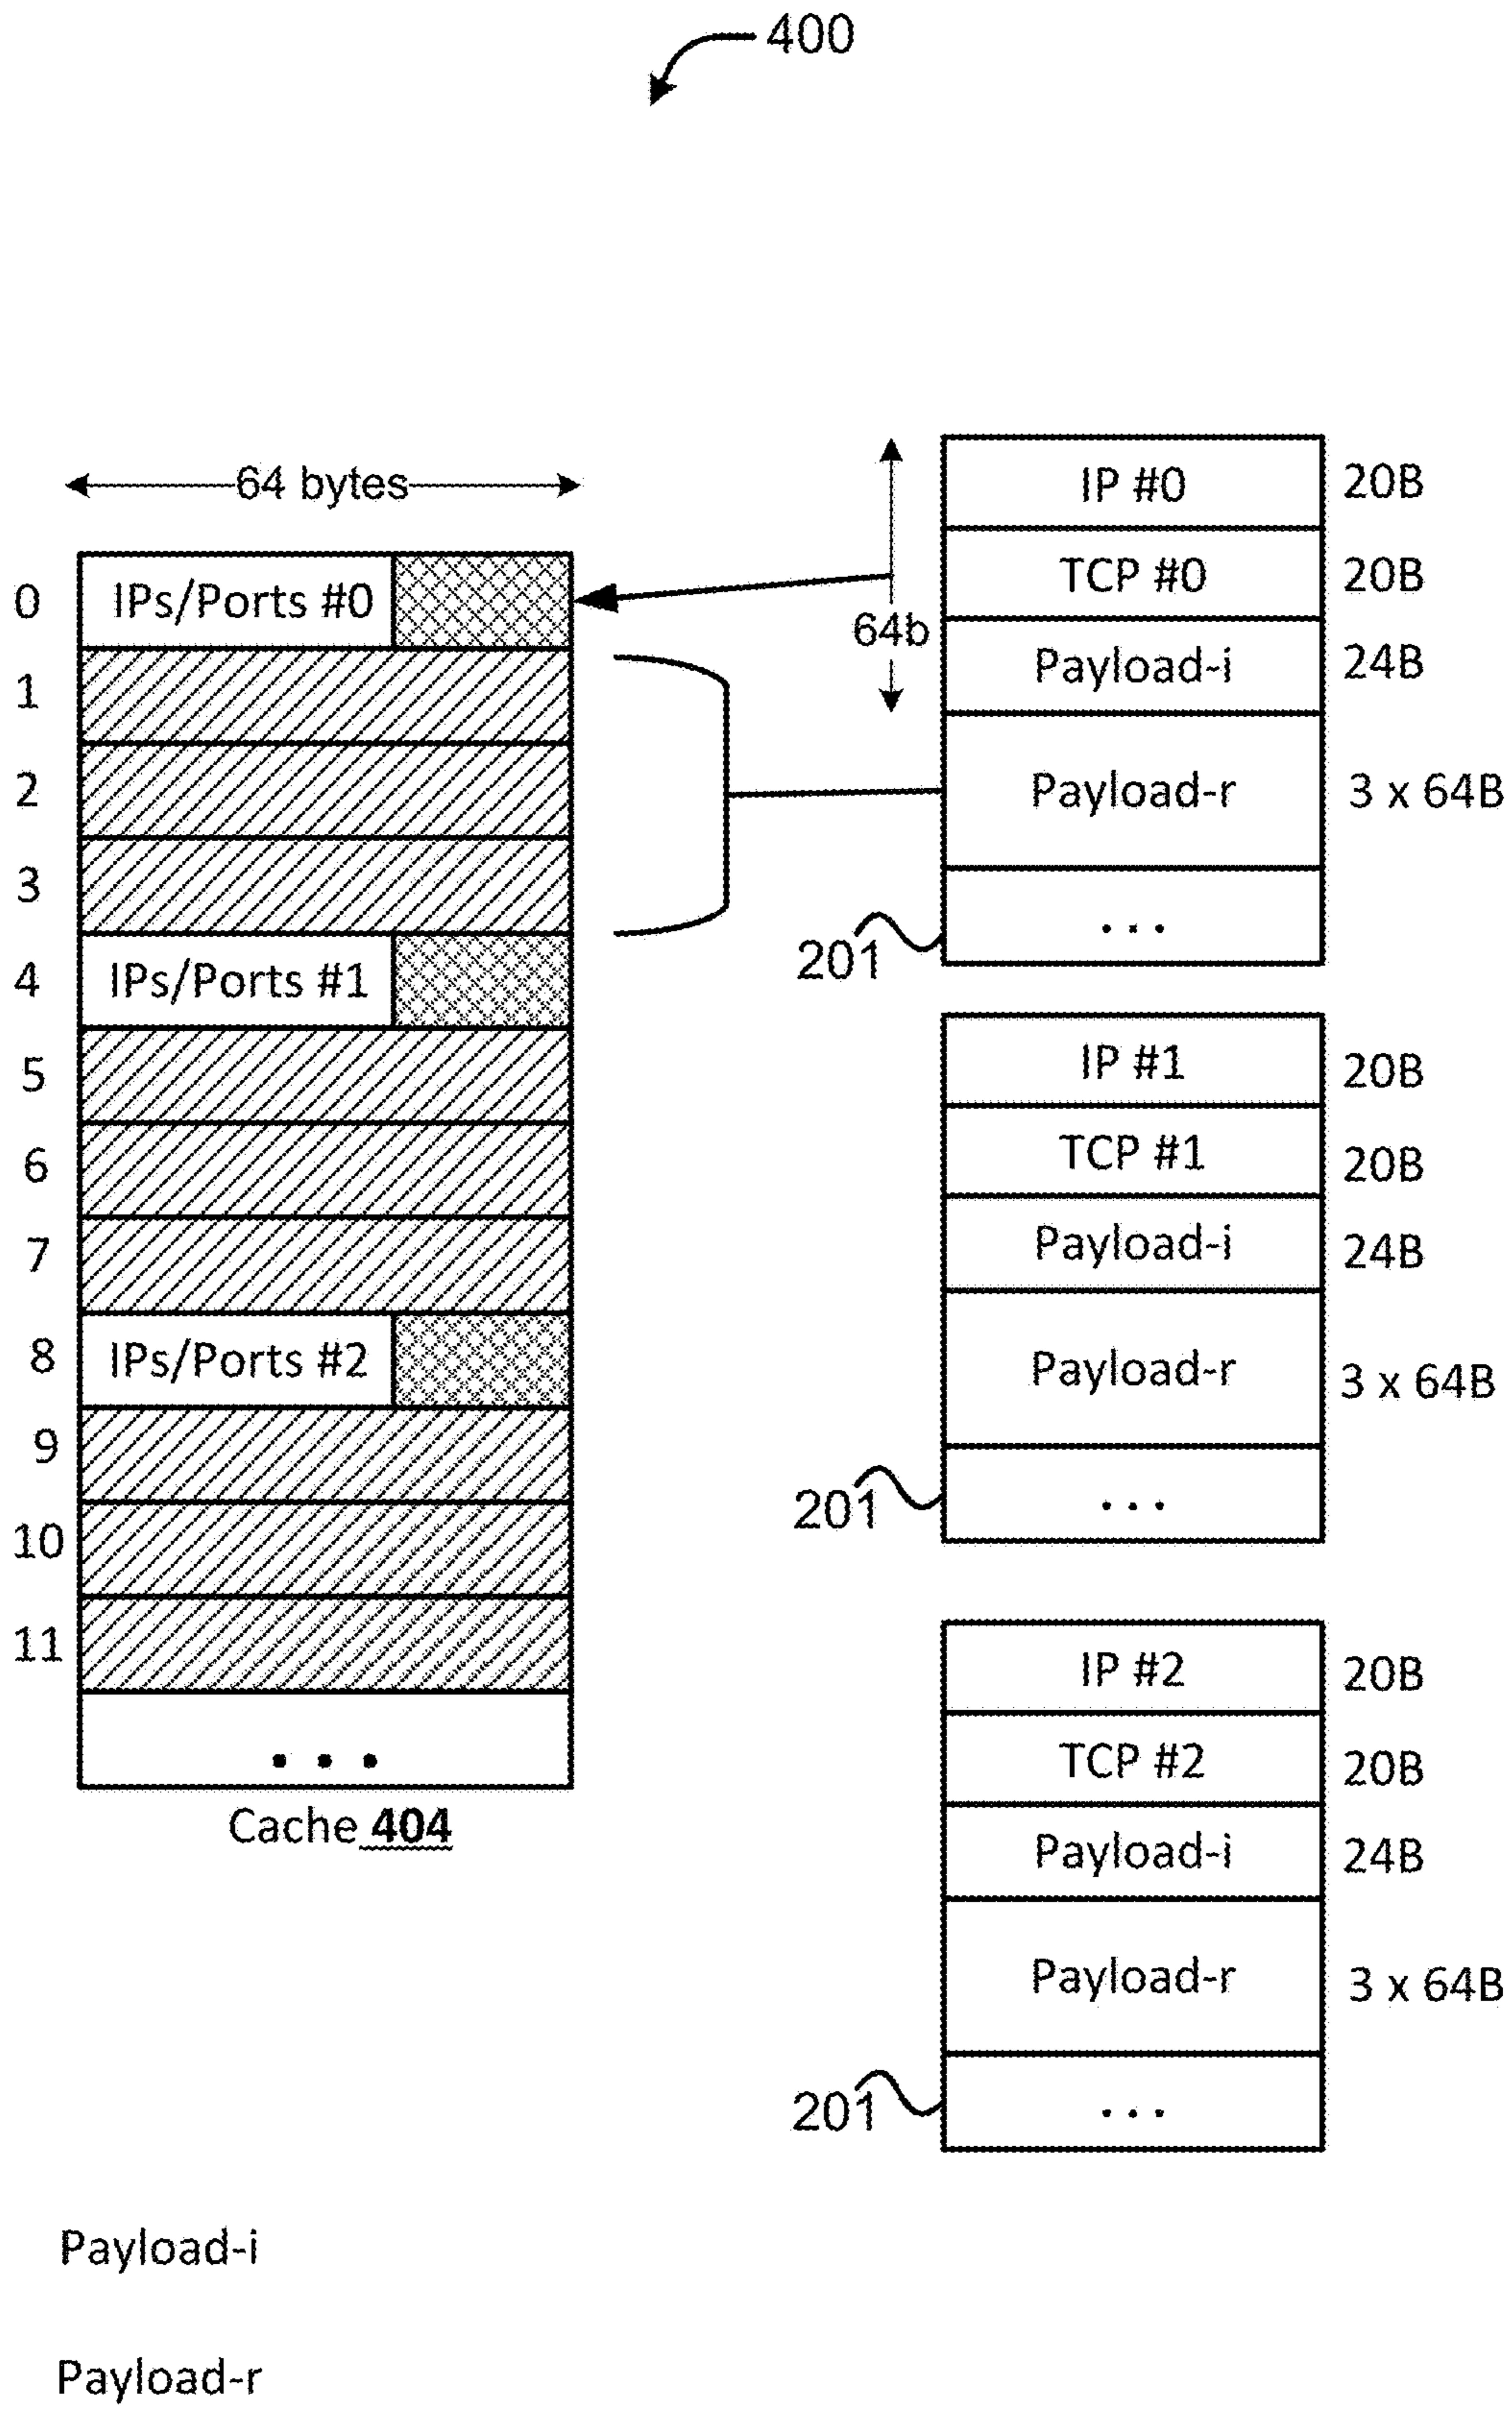 400
64 bytes
0
IPs/Ports #0
1
2
3
4
IPs/Ports #1
5
6
7
8
IPs/Ports #2
9
10
11
...
Cache 404
64b
IP #0 20B
TCP #0 20B
Payload-i 24B
Payload-r 3 x 64B
...
201
IP #1 20B
TCP #1 20B
Payload-i 24B
Payload-r 3 x 64B
...
201
IP #2 20B
TCP #2 20B
Payload-i 24B
Payload-r 3 x 64B
...
201
Payload-i
Payload-r